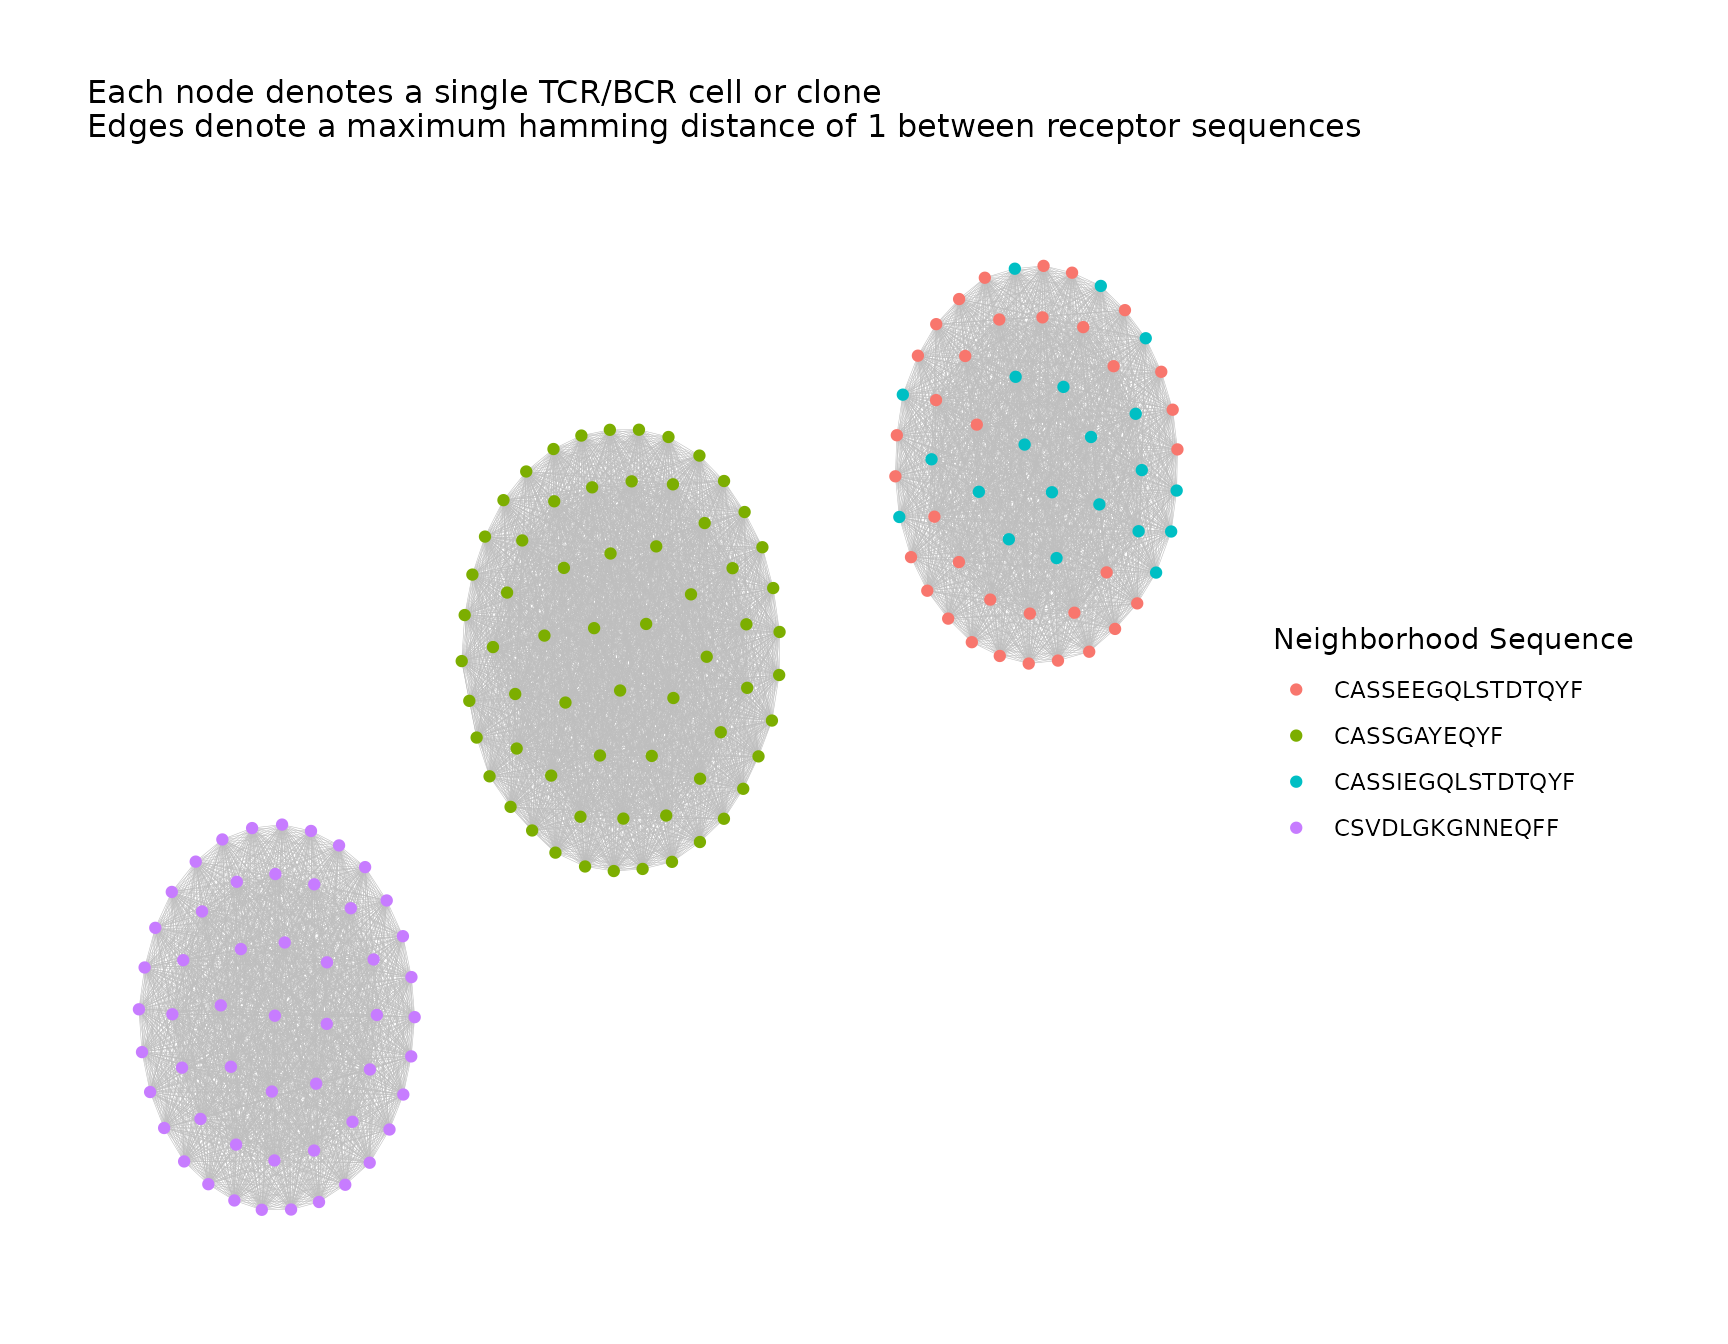 Each node denotes a single TCR/BCR cell or clone
Edges denote a maximum hamming distance of 1 between receptor sequences
Neighborhood Sequence
CASSEEGQLSTDTQYF
CASSGAYEQYF
CASSIEGQLSTDTQYF
CSVDLGKGNNEQFF